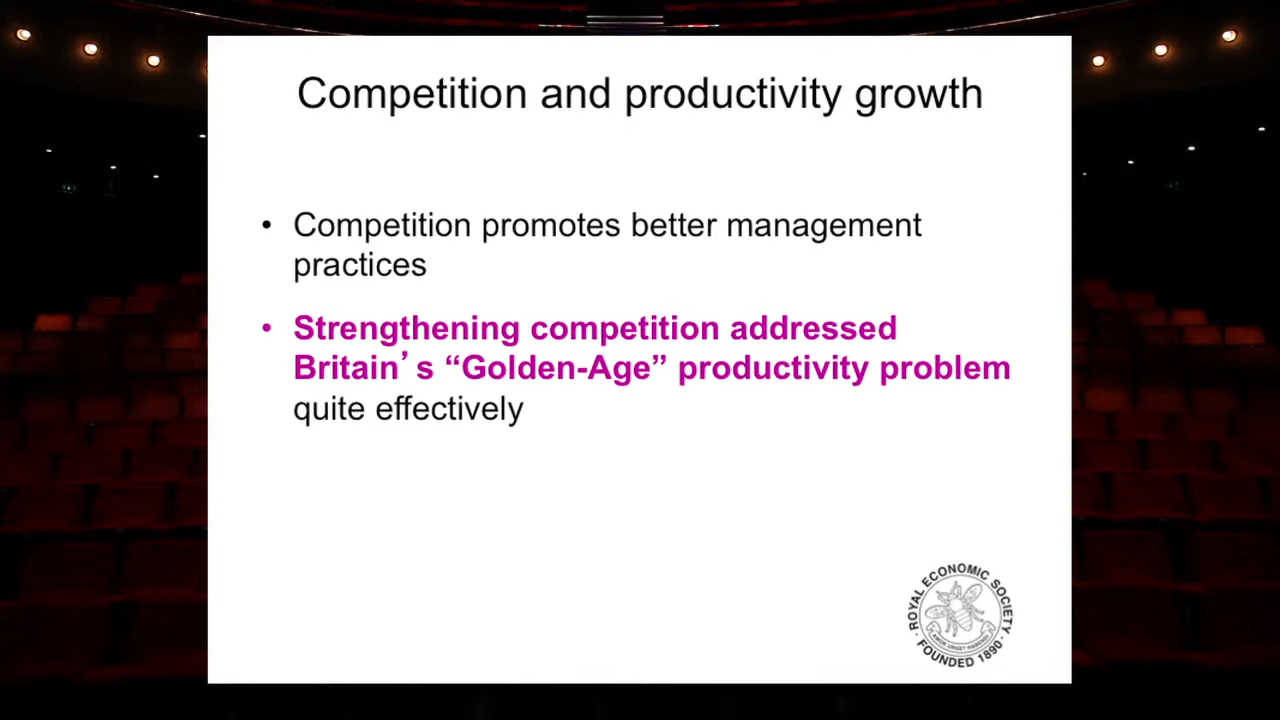 Competition and productivity growth
• Competition promotes better management
practices
• Strengthening competition addressed
Britain’s “Golden-Age” productivity problem
quite effectively
ROYAL ECONOMIC SOCIETY
· FOUNDED 1890 ·